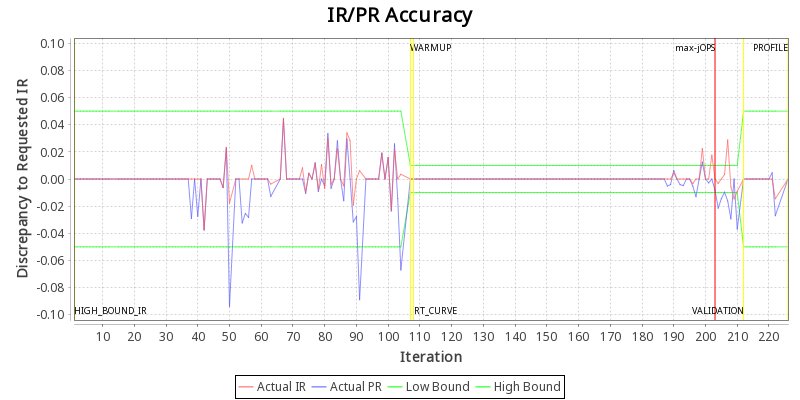 IR/PR Accuracy
Discrepancy to Requested IR
0.10
0.08
0.06
0.04
0.02
0.00
-0.02
-0.04
-0.06
-0.08
-0.10
WARMUP
max-jOPS
PROFILE
HIGH_BOUND_IR
RT_CURVE
VALIDATION
10 20 30 40 50 60 70 80 90 100 110 120 130 140 150 160 170 180 190 200 210 220
Iteration
Actual IR Actual PR Low Bound High Bound